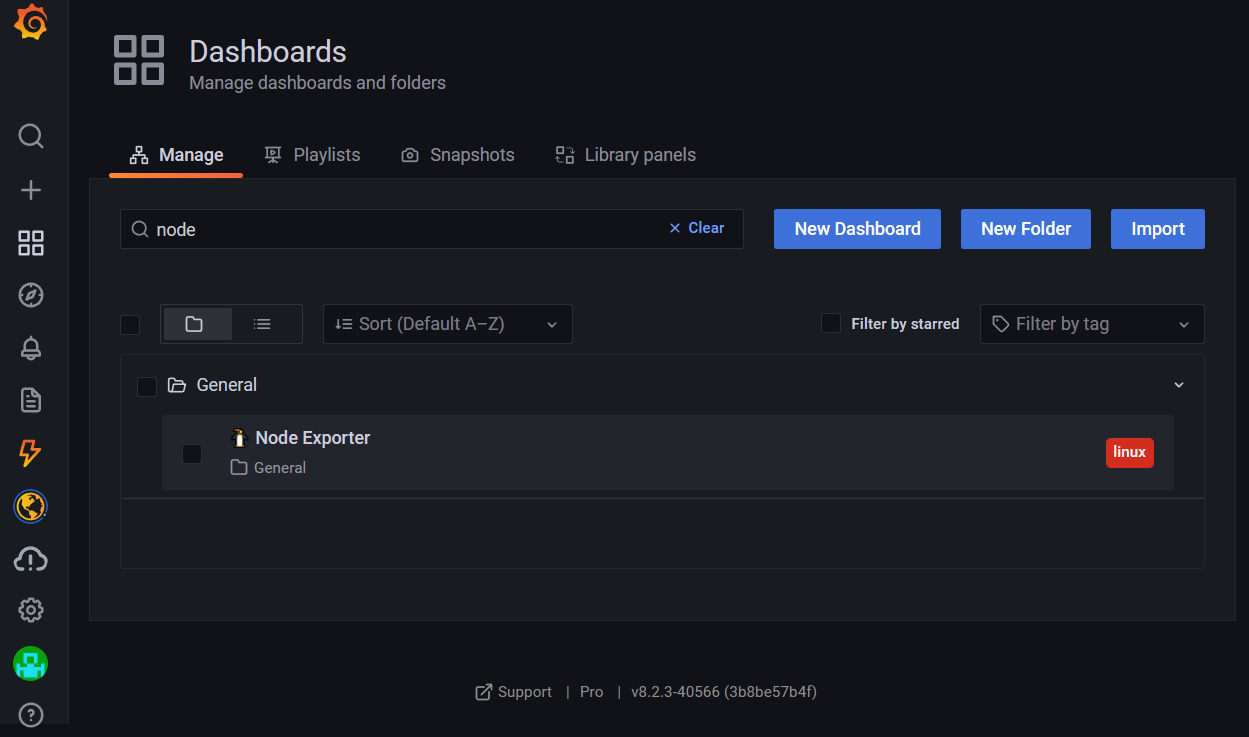 Dashboards
Manage dashboards and folders
Manage Playlists Snapshots Library panels
node Clear New Dashboard New Folder Import
Sort (Default A–Z) Filter by starred Filter by tag
General
Node Exporter
General
linux
Support | Pro | v8.2.3-40566 (3b8be57b4f)